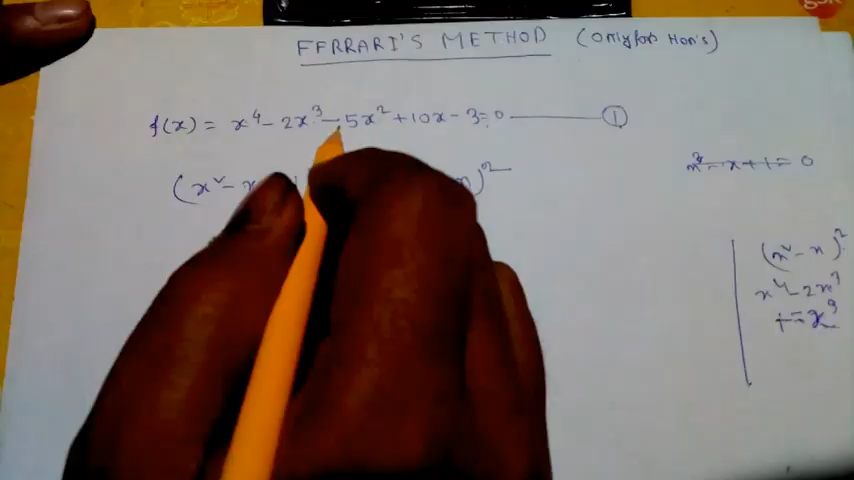 FERRARI'S METHOD (Only for Hon's)
f(x) = x⁴ - 2x³ - 5x² + 10x - 3 = 0 ——— ①
- x + 1 = 0
(x² - x
)²
(x² - x)²
x⁴ - 2x³